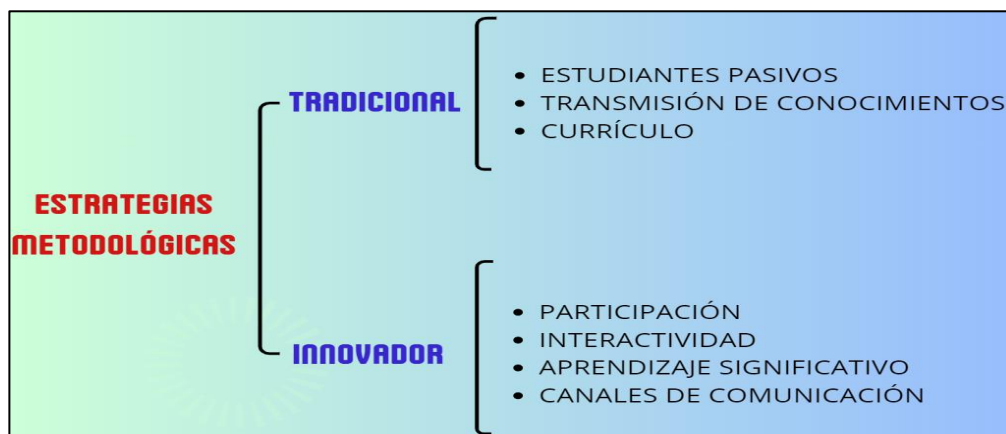 ESTRATEGIAS
METODOLÓGICAS
TRADICIONAL
• ESTUDIANTES PASIVOS
• TRANSMISIÓN DE CONOCIMIENTOS
• CURRÍCULO
INNOVADOR
• PARTICIPACIÓN
• INTERACTIVIDAD
• APRENDIZAJE SIGNIFICATIVO
• CANALES DE COMUNICACIÓN